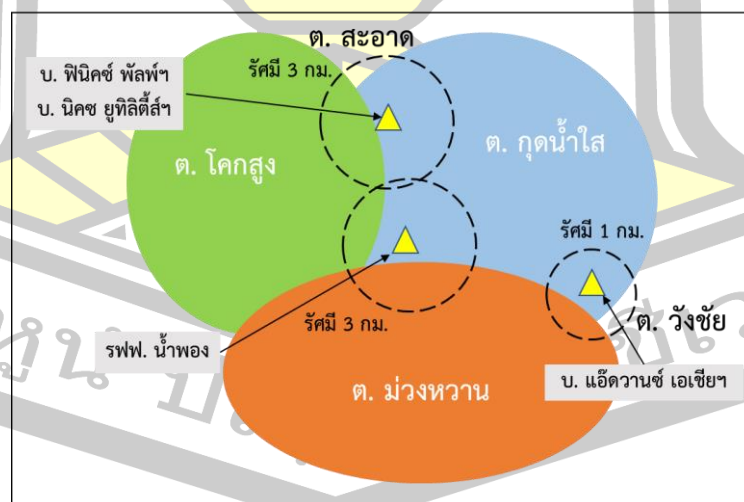 ต. สะอาด
รัศมี 3 กม.
บ. ฟินิคซ์ พัลพ์ฯ
บ. นิคซ ยูทิลิตี้ส์ฯ
ต. โคกสูง
ต. กุดน้ำใส
รัศมี 1 กม.
รัศมี 3 กม.
ต. วังชัย
รฟฟ. น้ำพอง
บ. แอ๊ดวานซ์ เอเชียฯ
ต. ม่วงหวาน